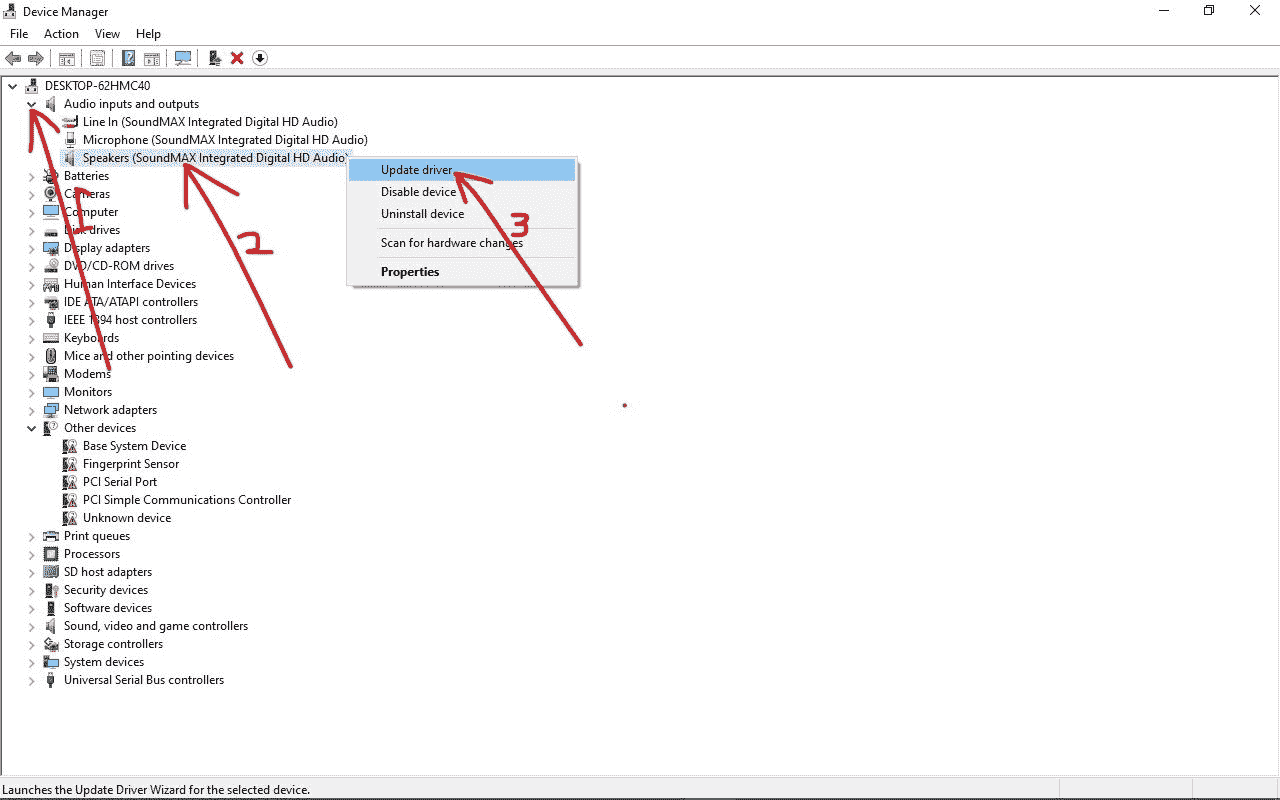 Device Manager
File Action View Help
DESKTOP-62HMC40
Audio inputs and outputs
Line In (SoundMAX Integrated Digital HD Audio)
Microphone (SoundMAX Integrated Digital HD Audio)
Speakers (SoundMAX Integrated Digital HD Audio)
Update driver
Disable device
Uninstall device
Scan for hardware changes
Properties
1
2
3
Batteries
Cameras
Computer
Disk drives
Display adapters
DVD/CD-ROM drives
Human Interface Devices
IDE ATA/ATAPI controllers
IEEE 1394 host controllers
Keyboards
Mice and other pointing devices
Modems
Monitors
Network adapters
Other devices
Base System Device
Fingerprint Sensor
PCI Serial Port
PCI Simple Communications Controller
Unknown device
Print queues
Processors
SD host adapters
Security devices
Software devices
Sound, video and game controllers
Storage controllers
System devices
Universal Serial Bus controllers
Launches the Update Driver Wizard for the selected device.